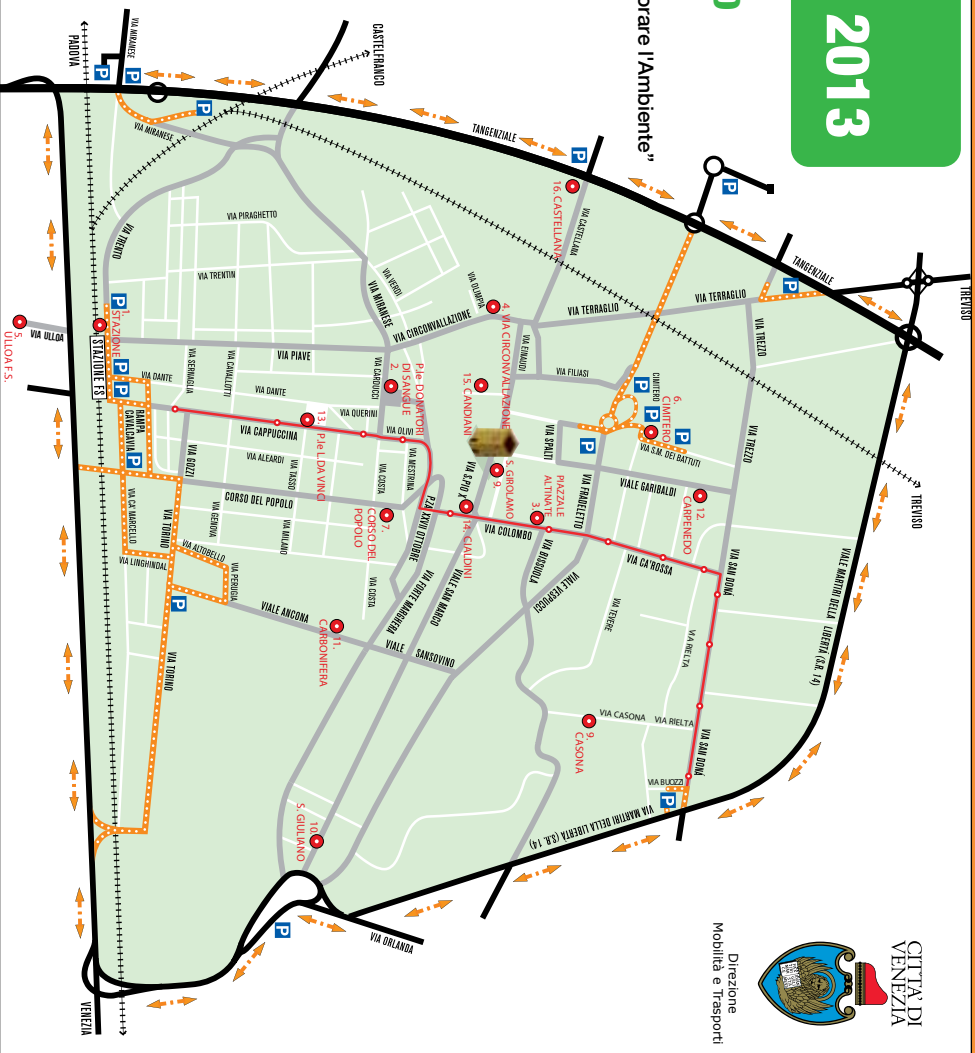 2013
orare l'Ambiente”
CITTA' DI
VENEZIA
Direzione
Mobilità e Trasporti
PADOVA
VIA MIRANESE
P
P
CASTELFRANCO
P
VIA MIRANESE
TANGENZIALE
P
P
TANGENZIALE
TREVISO
P
TREVISO
16. CASTELLANA
VIA CASTELLANA
VIA TRENTO
VIA PIRAGHETTO
VIA TRENTIN
VIA VERDI
VIA MIRANESE
VIA OLIMPIA
VIA CIRCONVALLAZIONE
4. VIA CIRCONVALLAZIONE
VIA TERRAGLIO
VIA TERRAGLIO
VIA TREZZO
VIA TREZZO
VIA EINAUDI
VIA FILIASI
P
1.
STAZIONE
STAZIONE FS
5.
ULLOA F.S.
VIA ULLOA
P
P
VIA PIAVE
VIA DANTE
VIA SERNAGLIA
VIA CAVALLOTTI
VIA DANTE
VIA CARDUCCI
2.
P.le DONATORI
DI SANGUE
15. CANDIANI
P
CIMITERO
P
6.
CIMITERO
P
P
VIA S.M. DEI BATTUTI
VIA SPALTI
VIALE GARIBALDI
12.
CARPENEDO
RAMPA
CAVALCAVIA
P
VIA GOZZI
VIA CAPPUCCINA
13. P.le L. DA VINCI
VIA QUERINI
VIA OLIVI
VIA ALEARDI
VIA TASSO
VIA COSTA
VIA MESTRINA
VIA S.PIO X
9.
S. GIROLAMO
PIAZZALE
ALTINATE
3.
VIA FRADELETTO
VIA CA' MARCELLO
VIA TORINO
CORSO DEL POPOLO
VIA GENOVA
VIA MILANO
7.
CORSO DEL
POPOLO
P.ZA XXVII OTTOBRE
14. CIALDINI
VIA COLOMBO
VIA BISSUOLA
VIA CA'ROSSA
VIA SAN DONÀ
VIALE MARTIRI DELLA LIBERTÀ (S.R. 14)
VIA LINGHINDAL
VIA ALTOBELLO
VIA PERUGIA
P
VIALE ANCONA
VIA COSTA
VIA FORTE MARGHERA
VIALE SAN MARCO
VIALE VESPUCCI
VIA TEVERE
VIA RIELTA
11.
CARBONIFERA
VIALE SANSOVINO
VIA TORINO
9.
CASONA
VIA CASONA
VIA RIELTA
VIA SAN DONÀ
VIA BUOZZI
P
VIA MARTIRI DELLA LIBERTÀ (S.R. 14)
10.
S. GIULIANO
P
VIA ORLANDA
VENEZIA